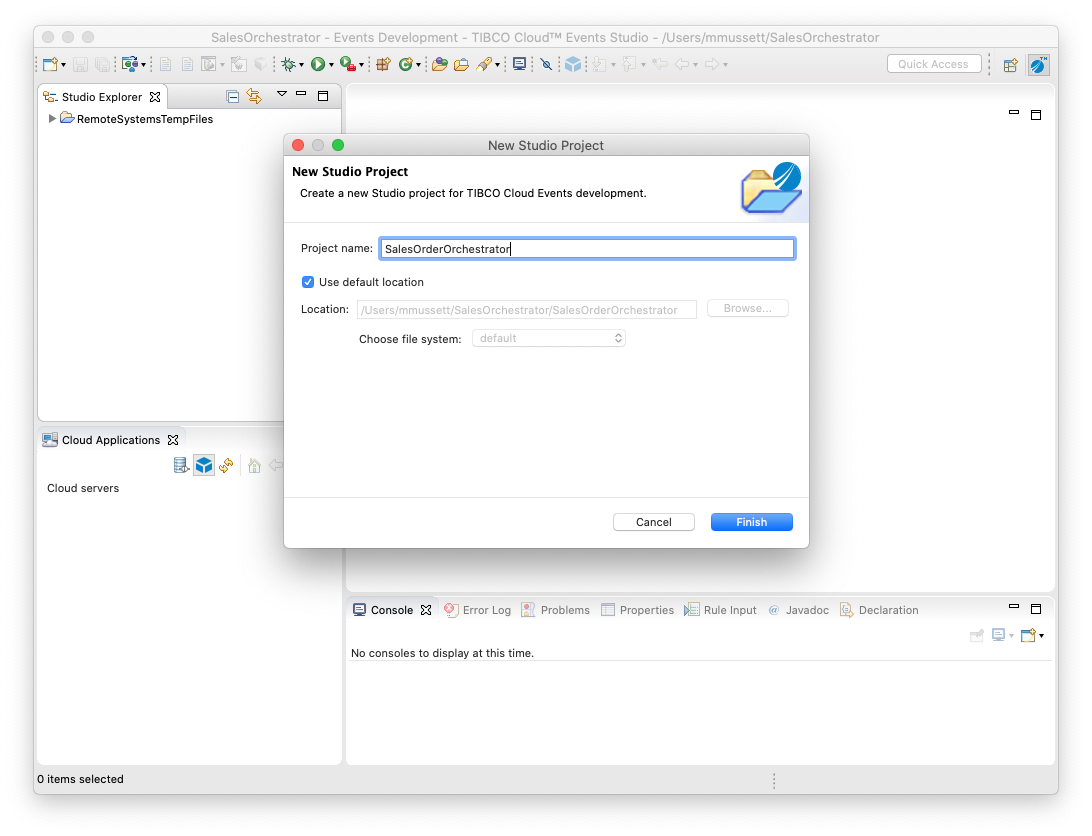 SalesOrchestrator - Events Development - TIBCO Cloud™ Events Studio - /Users/mmussett/SalesOrchestrator
Quick Access
Studio Explorer
RemoteSystemsTempFiles
New Studio Project
New Studio Project
Create a new Studio project for TIBCO Cloud Events development.
Project name: SalesOrderOrchestrator
Use default location
Location: /Users/mmussett/SalesOrchestrator/SalesOrderOrchestrator Browse...
Choose file system: default
Cancel Finish
Cloud Applications
Cloud servers
Console Error Log Problems Properties Rule Input @ Javadoc Declaration
No consoles to display at this time.
0 items selected